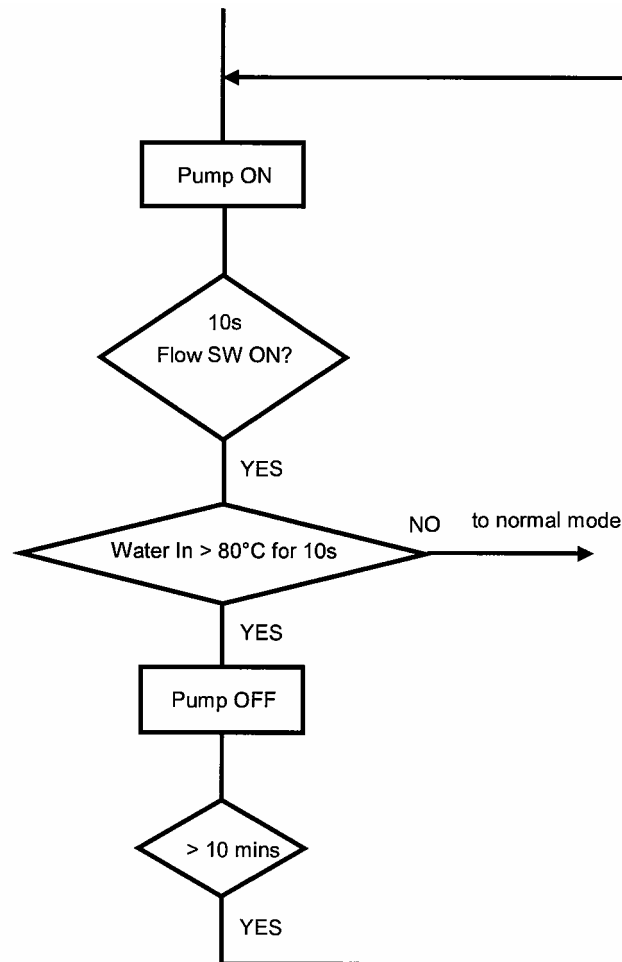 Pump ON
10s
Flow SW ON?
YES
Water In > 80°C for 10s
NO to normal mode
YES
Pump OFF
> 10 mins
YES